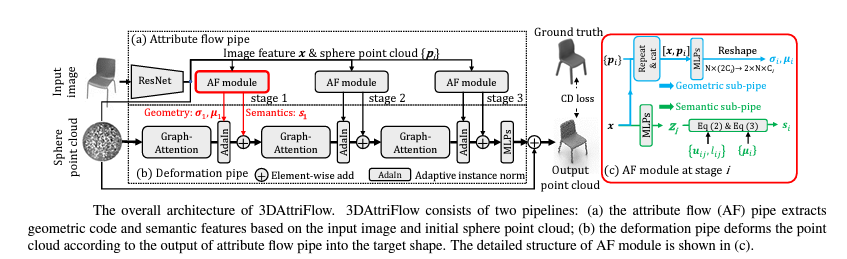 (a) Attribute flow pipe
Image feature x & sphere point cloud {pᵢ}
Input image
ResNet
AF module
AF module
AF module
stage 1
stage 2
stage 3
Geometry: σ₁, μ₁
Semantics: s₁
Sphere point cloud
Graph-Attention
AdaIn
Graph-Attention
AdaIn
Graph-Attention
AdaIn
MLPs
(b) Deformation pipe
Element-wise add
AdaIn
Adaptive instance norm
Ground truth
CD loss
Output
point cloud
{pᵢ}
Repeat & cat
[x, pᵢ]
MLPs
Reshape
N×(2Cᵢ)→ 2×N×Cᵢ
σᵢ, μᵢ
Geometric sub-pipe
Semantic sub-pipe
x
MLPs
Eq (2) & Eq (3)
sᵢ
{μᵢ}
(c) AF module at stage i
The overall architecture of 3DAttriFlow. 3DAttriFlow consists of two pipelines: (a) the attribute flow (AF) pipe extracts
geometric code and semantic features based on the input image and initial sphere point cloud; (b) the deformation pipe deforms the point
cloud according to the output of attribute flow pipe into the target shape. The detailed structure of AF module is shown in (c).